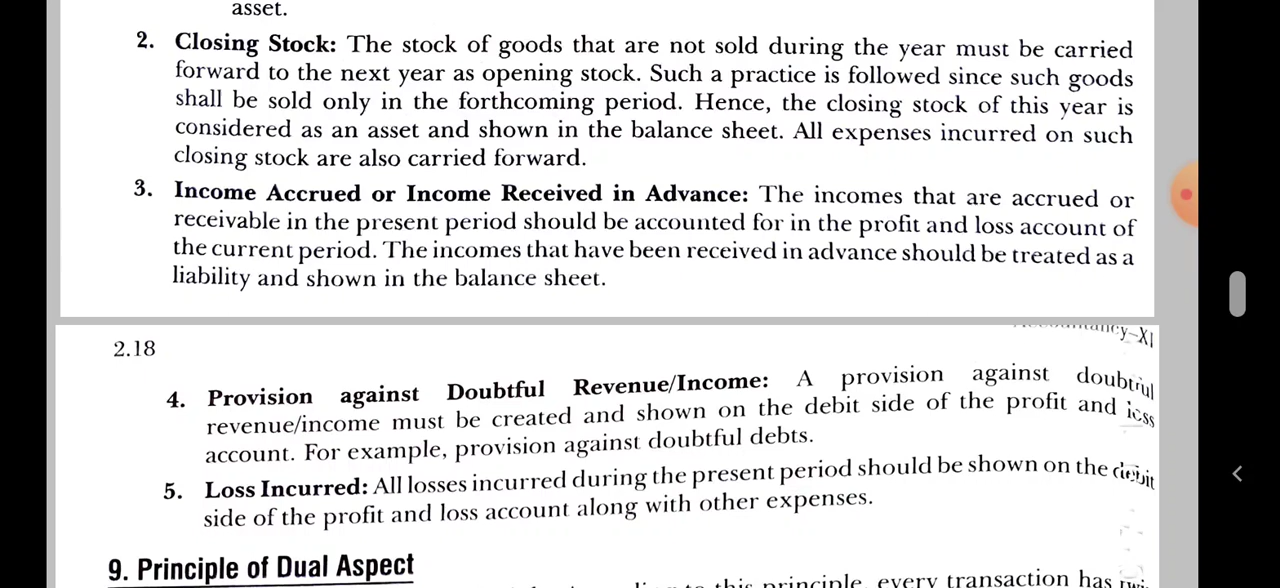 asset.
2. Closing Stock: The stock of goods that are not sold during the year must be carried
forward to the next year as opening stock. Such a practice is followed since such goods
shall be sold only in the forthcoming period. Hence, the closing stock of this year is
considered as an asset and shown in the balance sheet. All expenses incurred on such
closing stock are also carried forward.
3. Income Accrued or Income Received in Advance: The incomes that are accrued or
receivable in the present period should be accounted for in the profit and loss account of
the current period. The incomes that have been received in advance should be treated as a
liability and shown in the balance sheet.
2.18
4. Provision against Doubtful Revenue/Income: A provision against doubtful
revenue/income must be created and shown on the debit side of the profit and loss
account. For example, provision against doubtful debts.
5. Loss Incurred: All losses incurred during the present period should be shown on the debit
side of the profit and loss account along with other expenses.
9. Principle of Dual Aspect
this principle, every transaction has